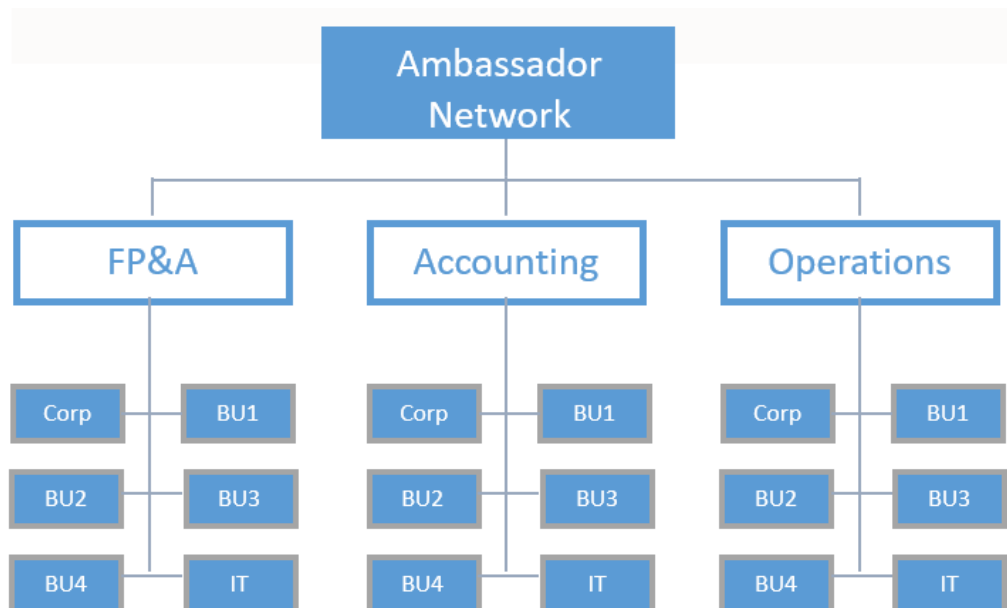 Ambassador
Network
FP&A
Accounting
Operations
Corp
BU1
Corp
BU1
Corp
BU1
BU2
BU3
BU2
BU3
BU2
BU3
BU4
IT
BU4
IT
BU4
IT